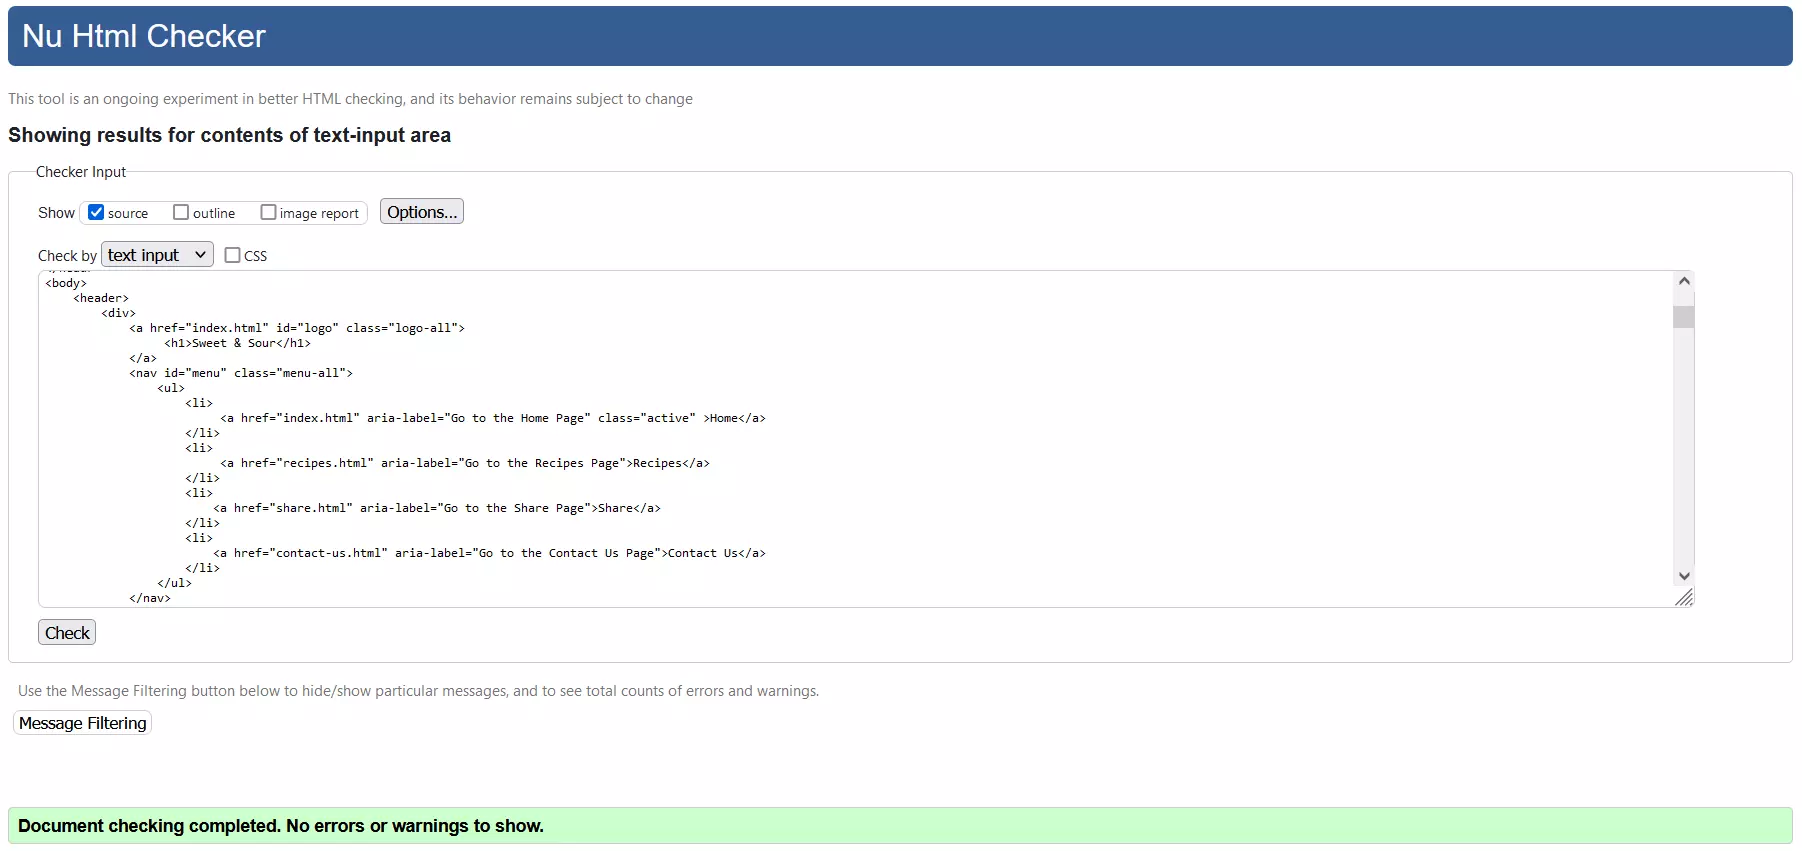 Nu Html Checker
This tool is an ongoing experiment in better HTML checking, and its behavior remains subject to change
Showing results for contents of text-input area
Checker Input
Show source outline image report Options...
Check by text input CSS
<body>
<header>
<div>
<a href="index.html" id="logo" class="logo-all">
<h1>Sweet & Sour</h1>
</a>
<nav id="menu" class="menu-all">
<ul>
<li>
<a href="index.html" aria-label="Go to the Home Page" class="active" >Home</a>
</li>
<li>
<a href="recipes.html" aria-label="Go to the Recipes Page">Recipes</a>
</li>
<li>
<a href="share.html" aria-label="Go to the Share Page">Share</a>
</li>
<li>
<a href="contact-us.html" aria-label="Go to the Contact Us Page">Contact Us</a>
</li>
</ul>
</nav>
Check
Use the Message Filtering button below to hide/show particular messages, and to see total counts of errors and warnings.
Message Filtering
Document checking completed. No errors or warnings to show.